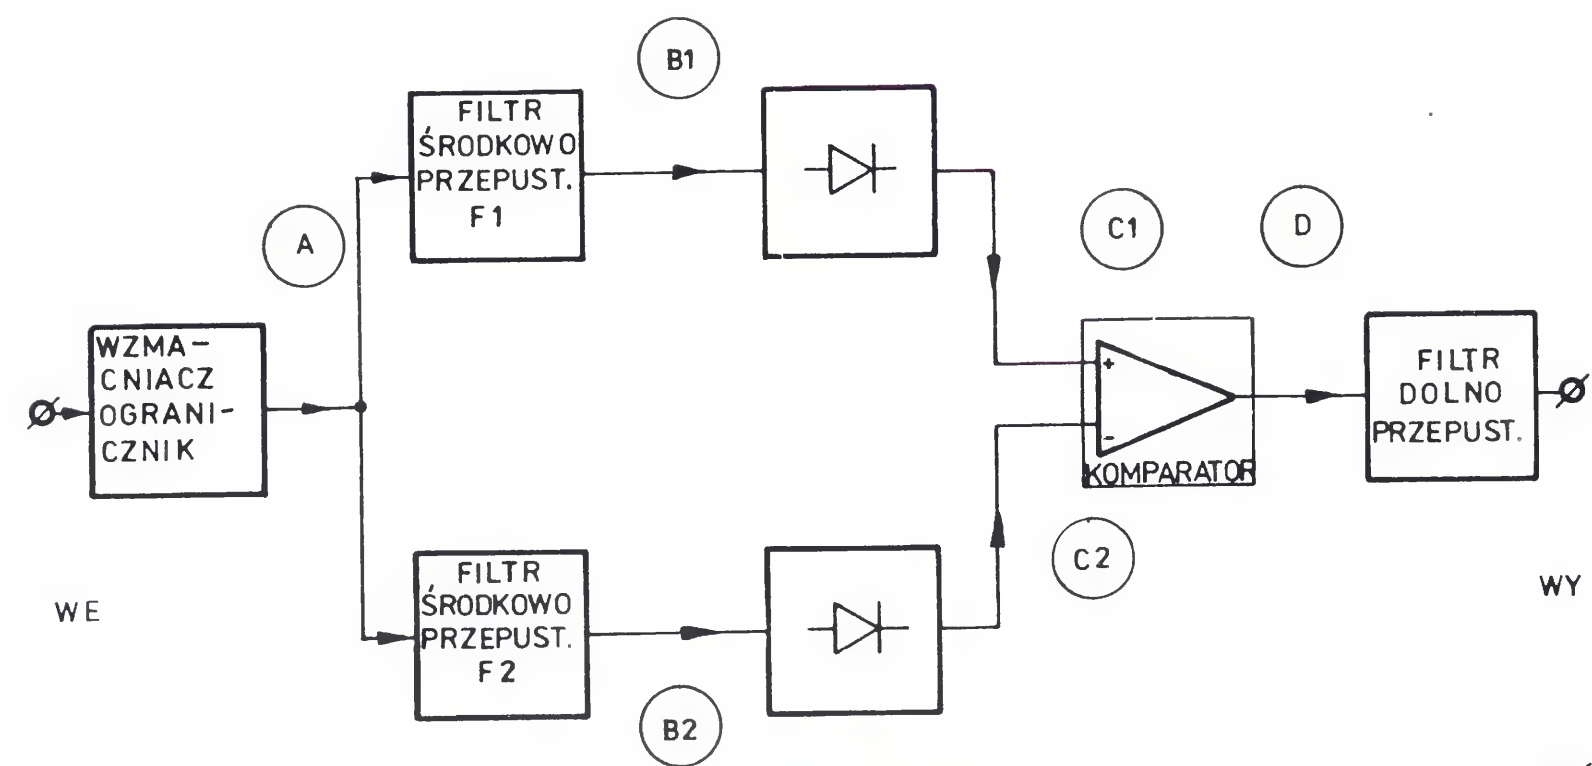 B1
FILTR
ŚRODKOWO
PRZEPUST.
F1
A
C1
D
WZMA-
CNIACZ
OGRANI-
CZNIK
+
-
KOMPARATOR
FILTR
DOLNO
PRZEPUST.
FILTR
ŚRODKOWO
PRZEPUST.
F2
C2
WE
WY
B2